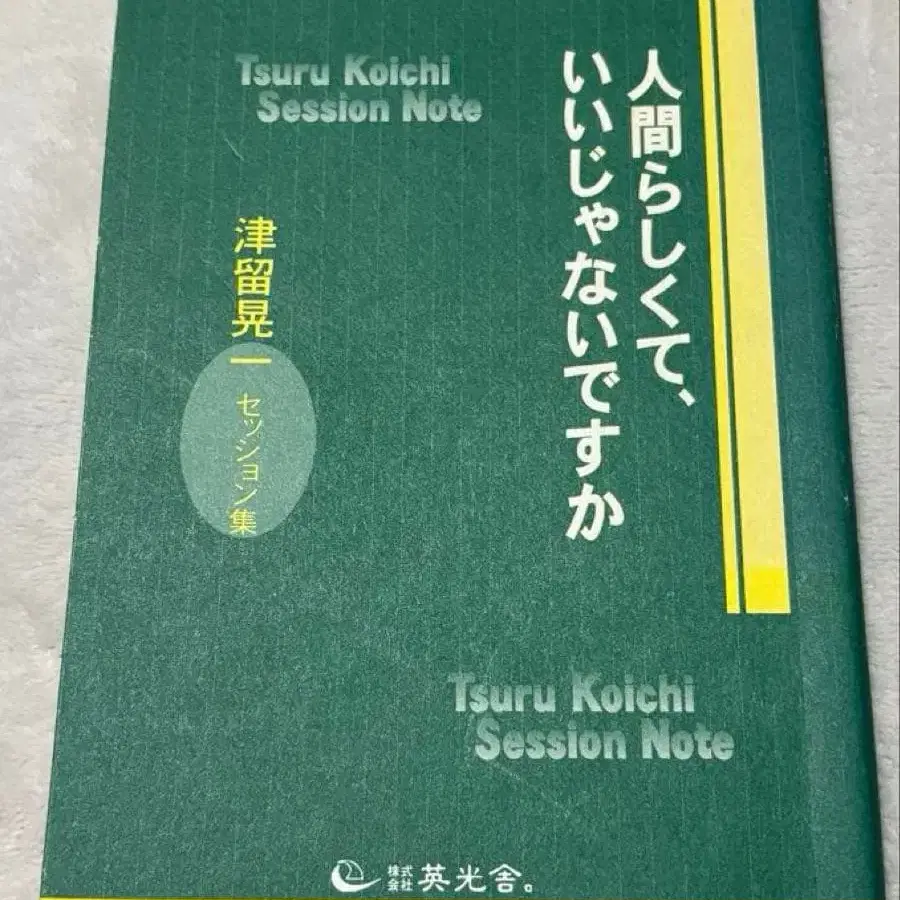 Tsuru Koichi
Session Note
人間らしくて、
いいじゃないですか
津留晃一
セッション集
Tsuru Koichi
Session Note
株式会社 英光舎。